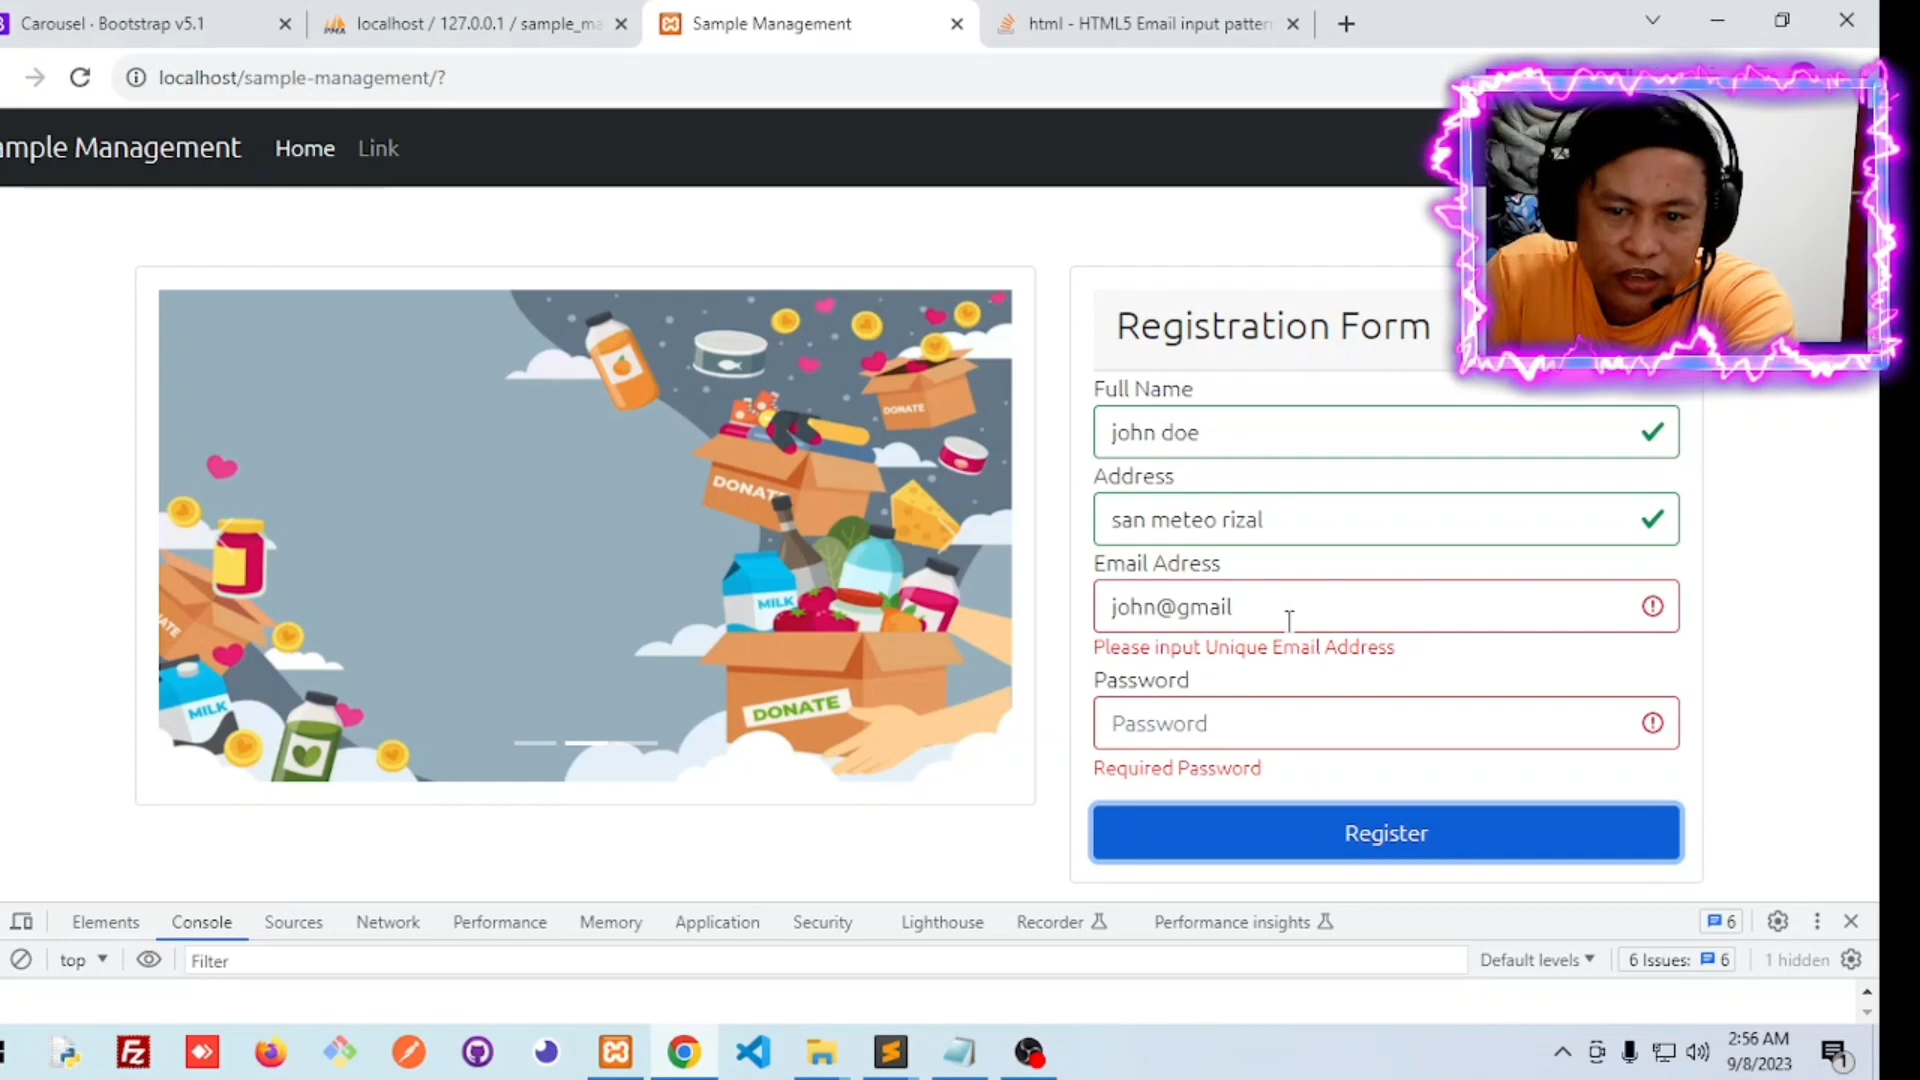 Carousel · Bootstrap v5.1
localhost / 127.0.0.1 / sample_ma
Sample Management
html - HTML5 Email input pattern
localhost/sample-management/?
ample Management
Home
Link
Registration Form
Full Name
john doe
Address
san meteo rizal
Email Adress
john@gmail
Please input Unique Email Address
Password
Password
Required Password
Register
DONATE
DONAT
MILK
DONATE
ATE
MILK
Elements
Console
Sources
Network
Performance
Memory
Application
Security
Lighthouse
Recorder
Performance insights
6
top
Filter
Default levels
6 Issues:
6
1 hidden
2:56 AM
9/8/2023
1